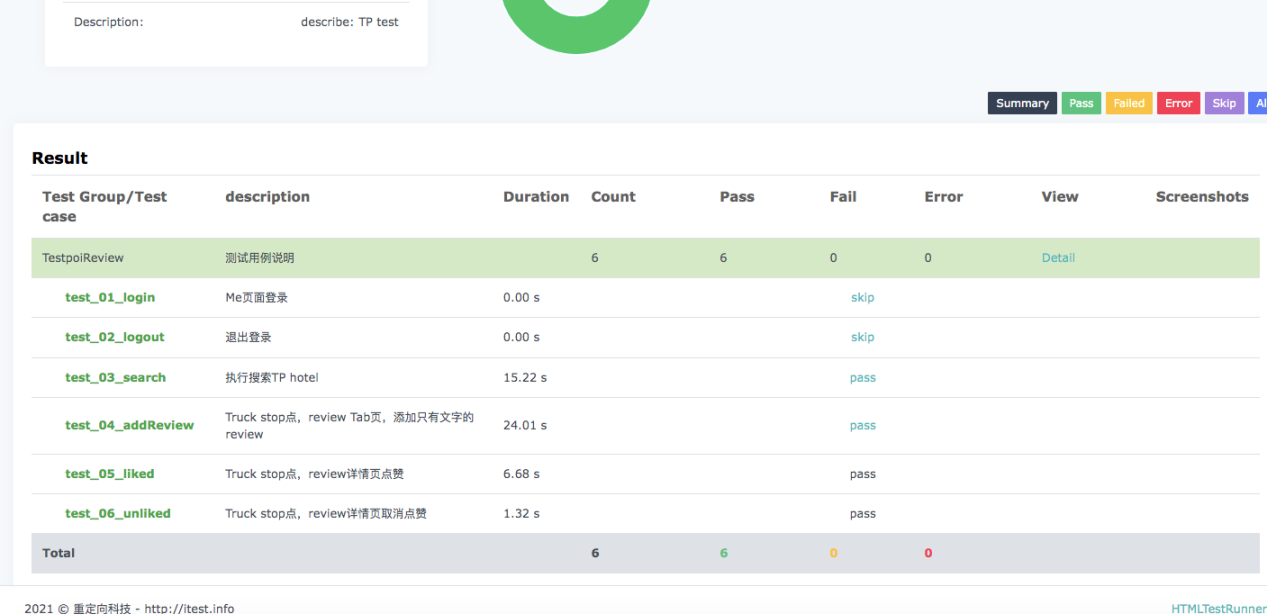 Description: describe: TP test
Summary Pass Failed Error Skip Al
Result
Test Group/Test case description Duration Count Pass Fail Error View Screenshots
TestpoiReview 测试用例说明 6 6 0 0 Detail
test_01_login Me页面登录 0.00 s skip
test_02_logout 退出登录 0.00 s skip
test_03_search 执行搜索TP hotel 15.22 s pass
test_04_addReview Truck stop点，review Tab页，添加只有文字的 review 24.01 s pass
test_05_liked Truck stop点，review详情页点赞 6.68 s pass
test_06_unliked Truck stop点，review详情页取消点赞 1.32 s pass
Total 6 6 0 0
2021 © 重定向科技 - http://itest.info HTMLTestRunner